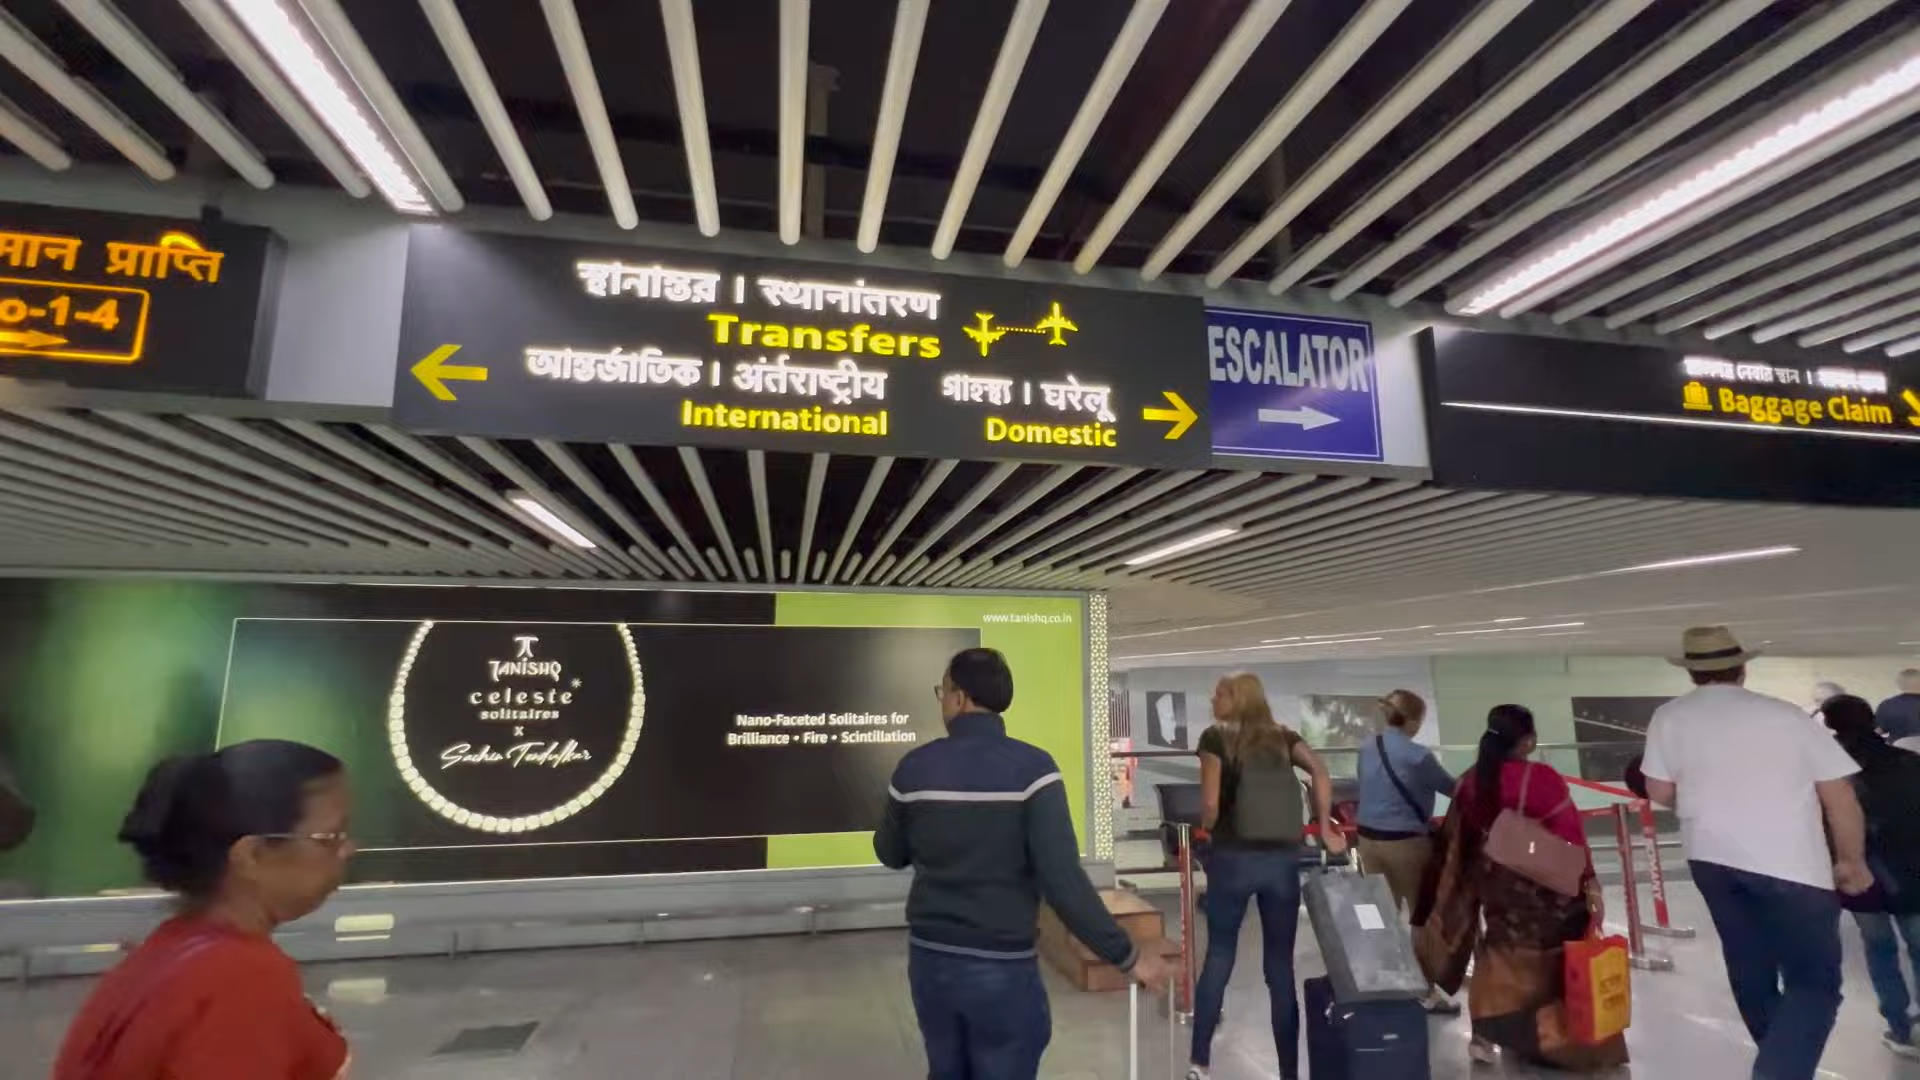 मान प्राप्ति
o-1-4
স্থানান্তর | स्थानांतरण
Transfers
আন্তর্জাতিক | अंर्तराष्ट्रीय
International
গার্হস্থ্য | घरेलू
Domestic
ESCALATOR
Baggage Claim
www.tanishq.co.in
TANISHQ
celeste*
solitaires
x
Sachin Tendulkar
Nano-Faceted Solitaires for
Brilliance • Fire • Scintillation